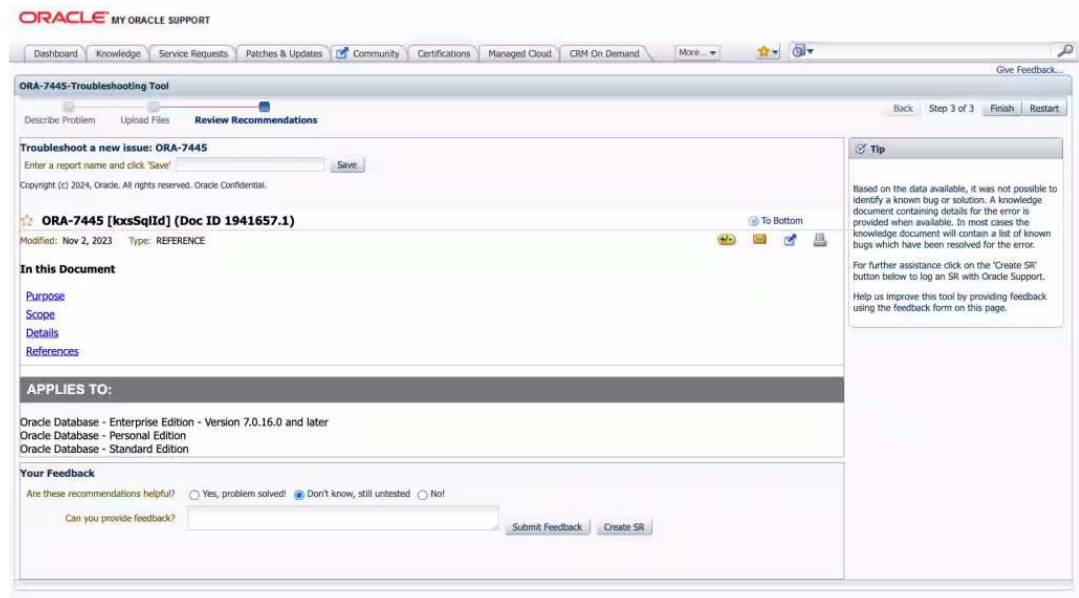 ORACLE® MY ORACLE SUPPORT
Dashboard Knowledge Service Requests Patches & Updates Community Certifications Managed Cloud CRM On Demand More...
Give Feedback...
ORA-7445-Troubleshooting Tool
Describe Problem Upload Files Review Recommendations
Back Step 3 of 3 Finish Restart
Troubleshoot a new issue: ORA-7445
Enter a report name and click 'Save' Save
Copyright (c) 2024, Oracle. All rights reserved. Oracle Confidential.
ORA-7445 [kxsSqlId] (Doc ID 1941657.1) To Bottom
Modified: Nov 2, 2023 Type: REFERENCE
In this Document
Purpose
Scope
Details
References
APPLIES TO:
Oracle Database - Enterprise Edition - Version 7.0.16.0 and later
Oracle Database - Personal Edition
Oracle Database - Standard Edition
Your Feedback
Are these recommendations helpful? Yes, problem solved! Don't know, still untested No!
Can you provide feedback?
Submit Feedback Create SR
Tip
Based on the data available, it was not possible to
identify a known bug or solution. A knowledge
document containing details for the error is
provided when available. In most cases the
knowledge document will contain a list of known
bugs which have been resolved for the error.
For further assistance click on the 'Create SR'
button below to log an SR with Oracle Support.
Help us improve this tool by providing feedback
using the feedback form on this page.